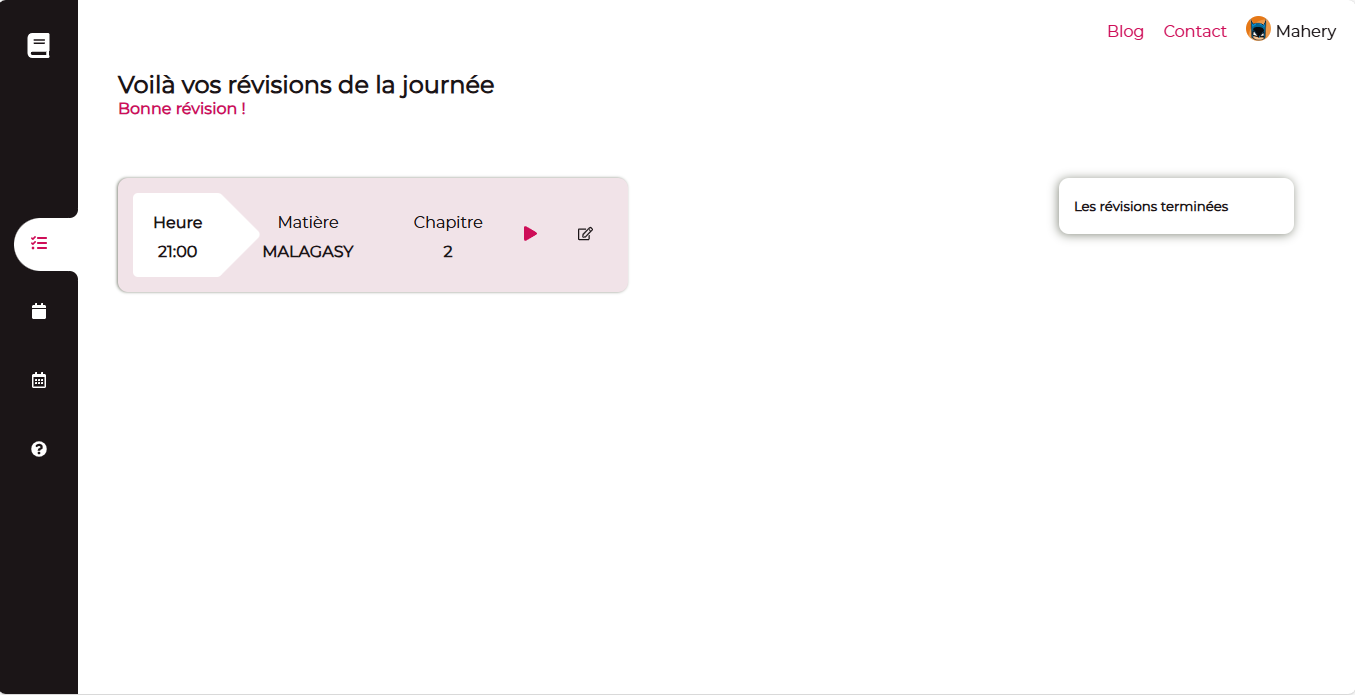 Blog Contact Mahery
Voilà vos révisions de la journée
Bonne révision !
Heure Matière Chapitre
21:00 MALAGASY 2
Les révisions terminées